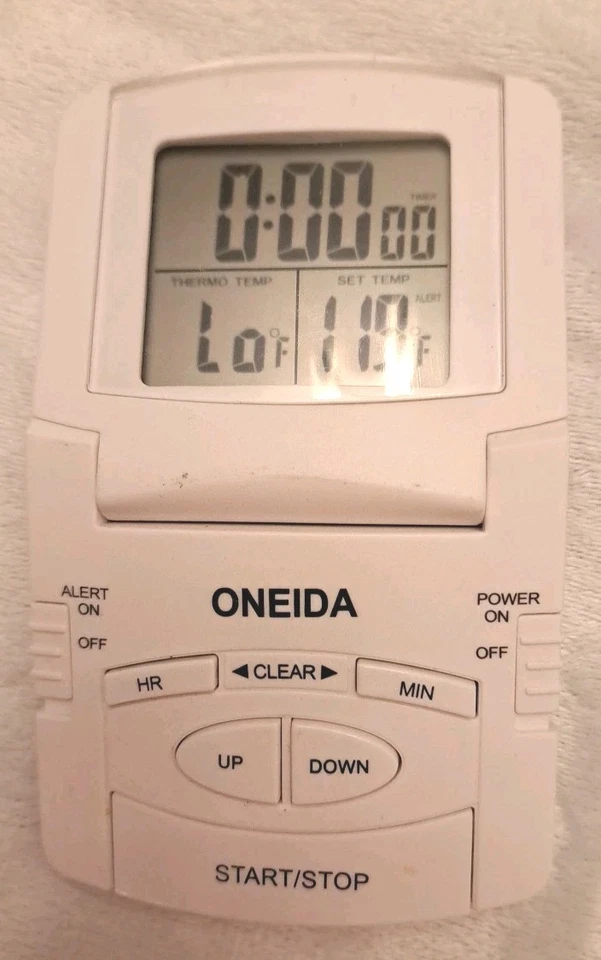 0:00 00
TIMER
THERMO TEMP
SET TEMP
Lo°F
ALERT
°F
ONEIDA
ALERT
ON
OFF
POWER
ON
OFF
HR
◀CLEAR▶
MIN
UP
DOWN
START/STOP